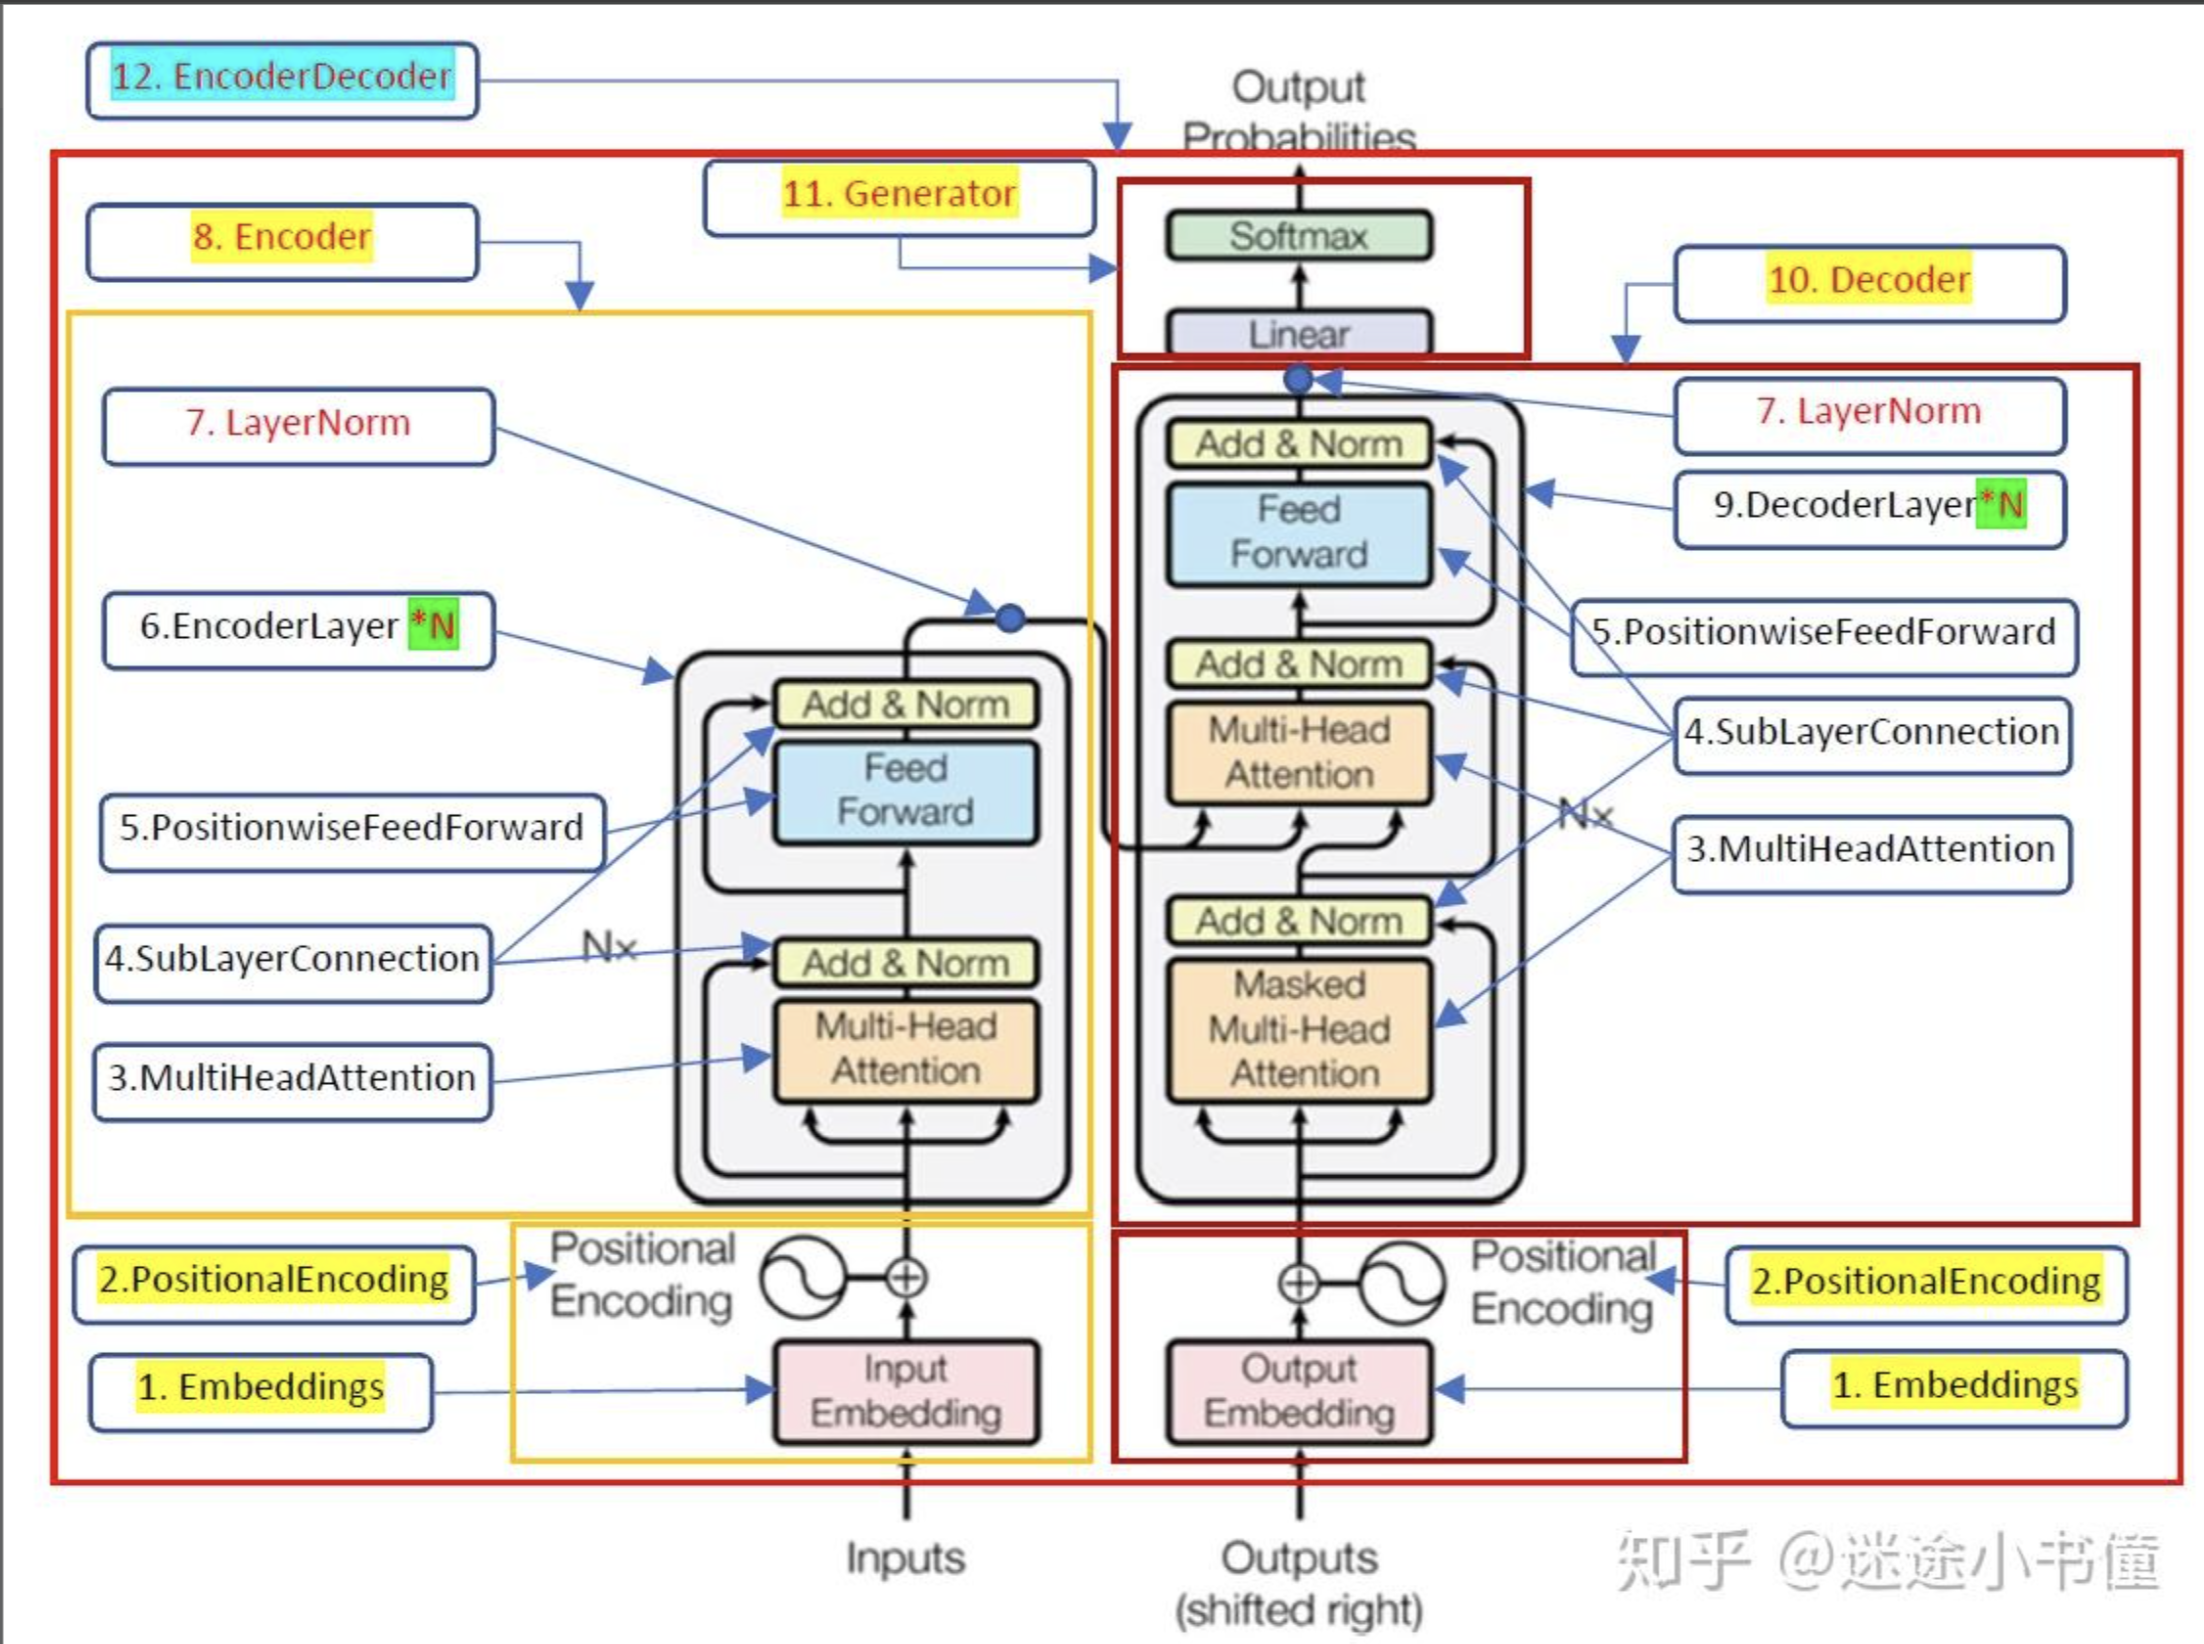 12. EncoderDecoder
Output
Probabilities
11. Generator
8. Encoder
Softmax
10. Decoder
Linear
7. LayerNorm
7. LayerNorm
Add & Norm
9.DecoderLayer*N
Feed
Forward
6.EncoderLayer *N
5.PositionwiseFeedForward
Add & Norm
Add & Norm
4.SubLayerConnection
Multi-Head
Attention
Feed
Forward
5.PositionwiseFeedForward
Nx
3.MultiHeadAttention
Add & Norm
4.SubLayerConnection
Nx
Add & Norm
Masked
Multi-Head
Attention
Multi-Head
Attention
3.MultiHeadAttention
Positional
Encoding
Positional
Encoding
2.PositionalEncoding
2.PositionalEncoding
Input
Embedding
Output
Embedding
1. Embeddings
1. Embeddings
Inputs
Outputs
(shifted right)
知乎 @迷途小书僮